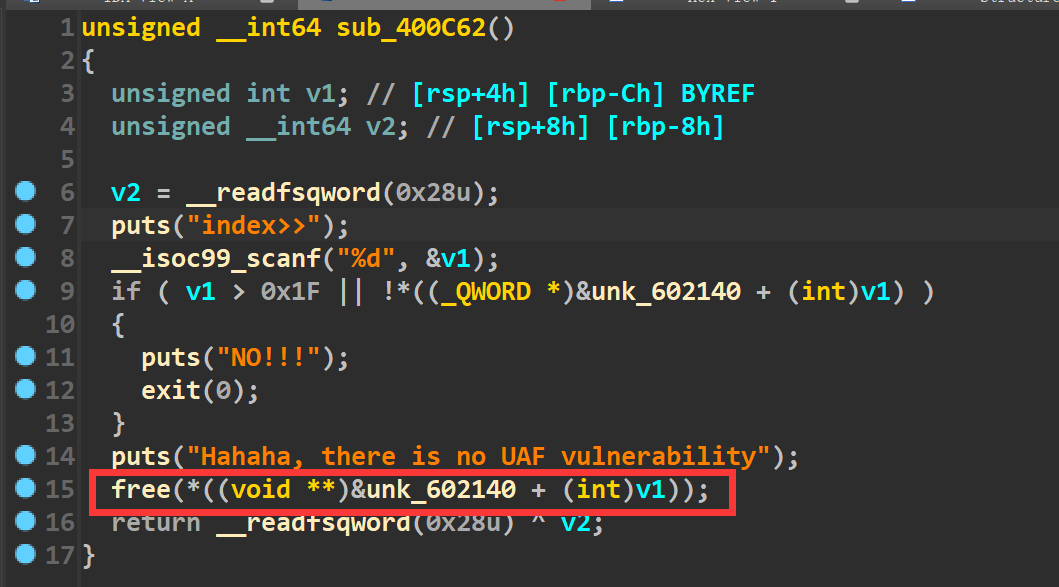 1 unsigned __int64 sub_400C62()
2 {
3 unsigned int v1; // [rsp+4h] [rbp-Ch] BYREF
4 unsigned __int64 v2; // [rsp+8h] [rbp-8h]
5
6 v2 = __readfsqword(0x28u);
7 puts("index>>");
8 __isoc99_scanf("%d", &v1);
9 if ( v1 > 0x1F || !*((_QWORD *)&unk_602140 + (int)v1) )
10 {
11 puts("NO!!!");
12 exit(0);
13 }
14 puts("Hahaha, there is no UAF vulnerability");
15 free(*((void **)&unk_602140 + (int)v1));
16 return __readfsqword(0x28u) ^ v2;
17 }